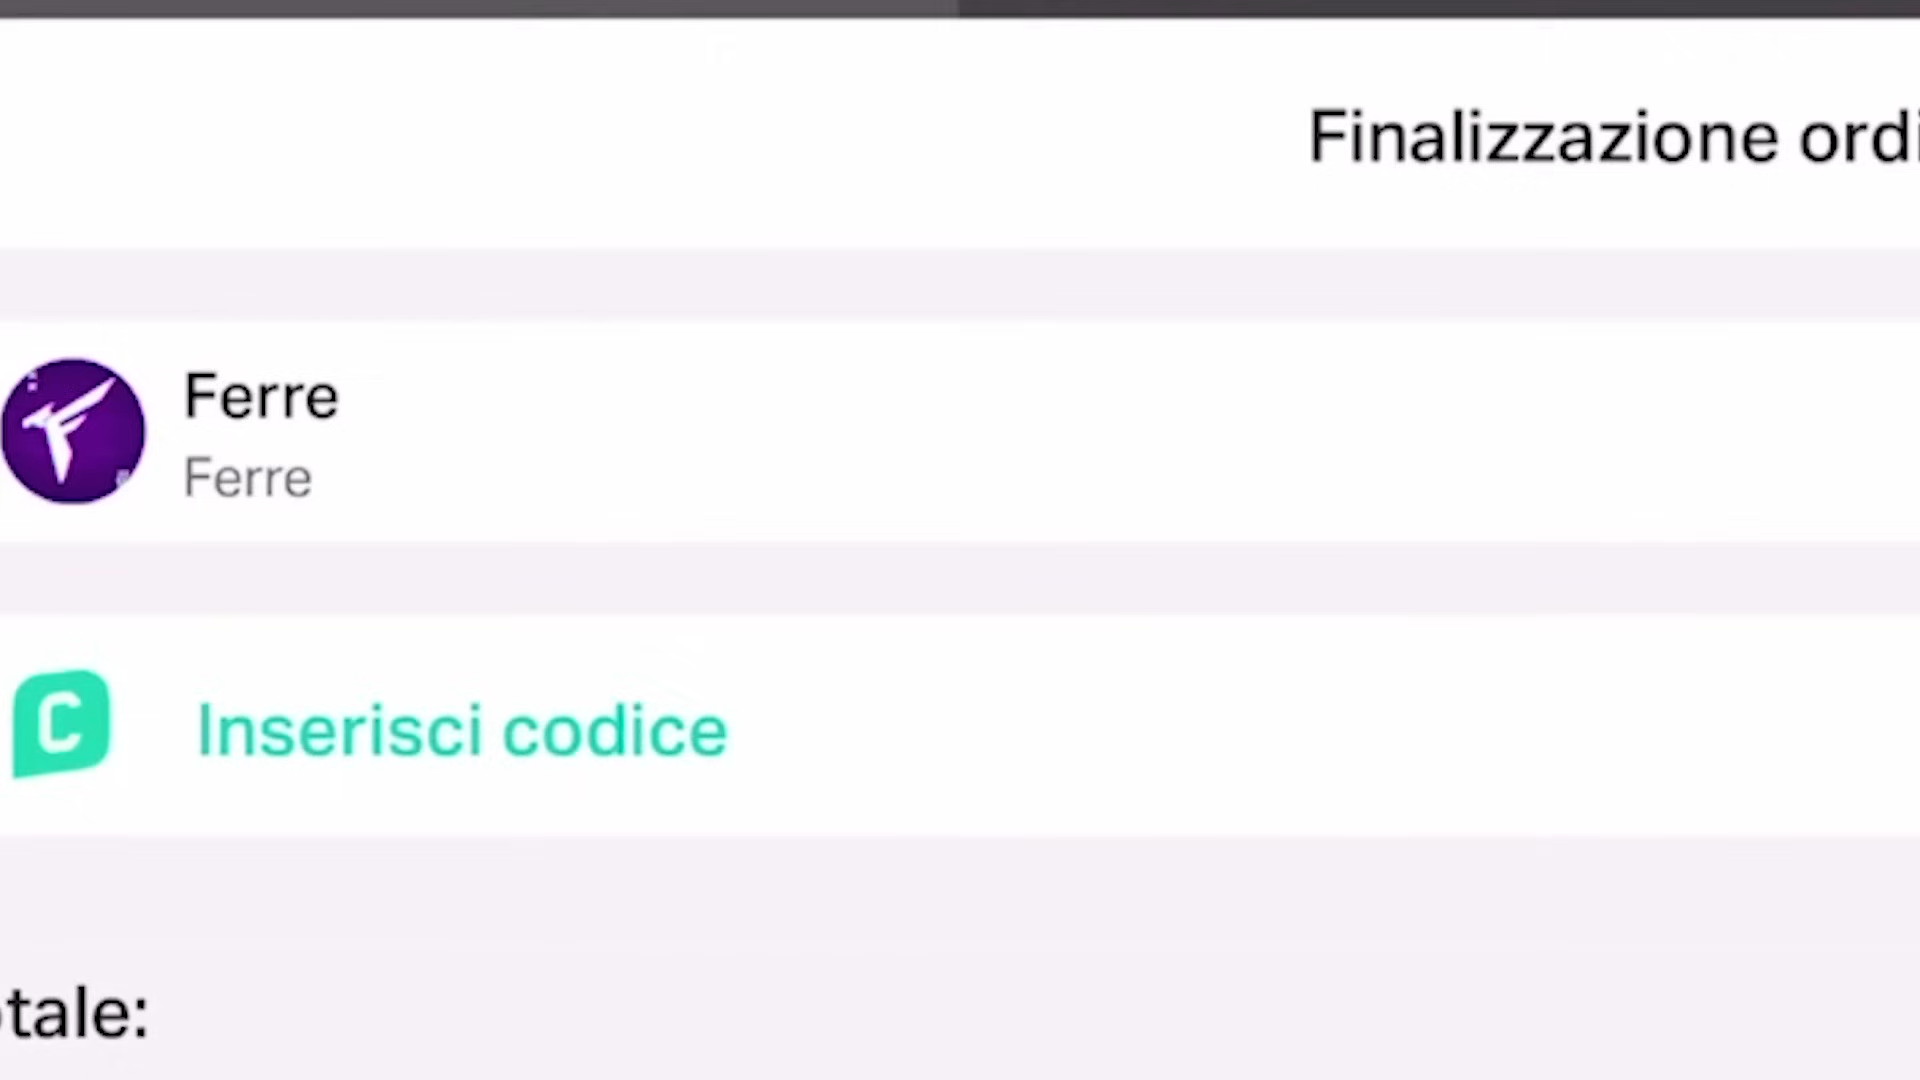 Finalizzazione ordi
Ferre
Ferre
C
Inserisci codice
tale: